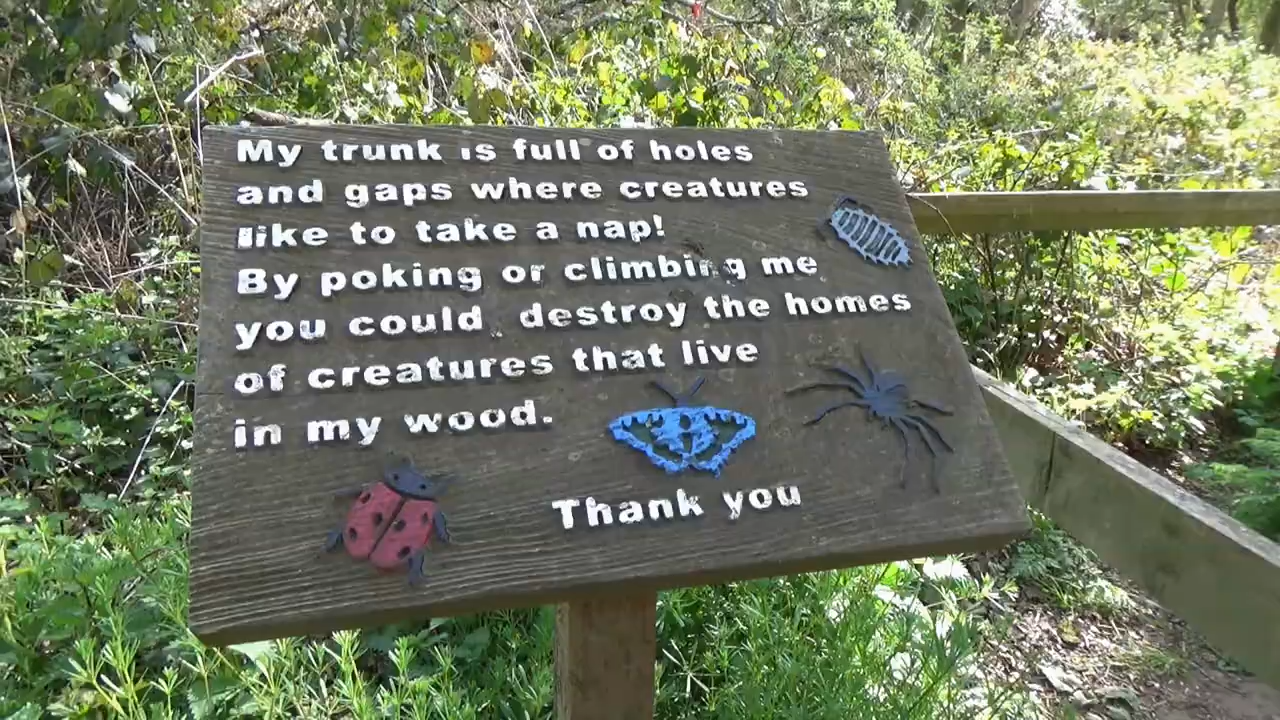 My trunk is full of holes
and gaps where creatures
like to take a nap!
By poking or climbing me
you could, destroy the homes
of creatures that live
in my wood.
Thank you